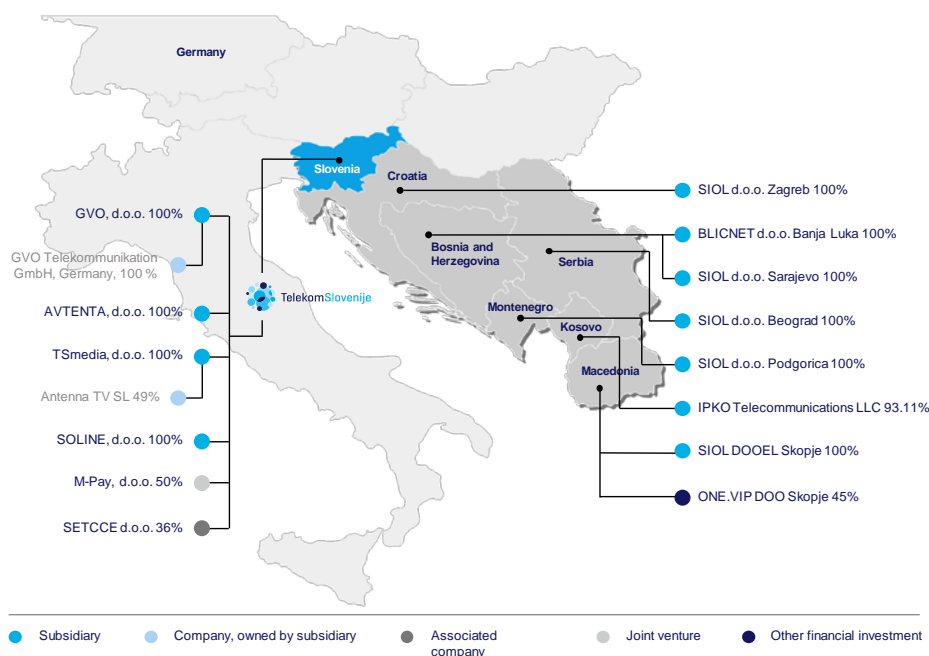 Germany
Slovenia
Croatia
Bosnia and
Herzegovina
Serbia
Montenegro
Kosovo
Macedonia
GVO, d.o.o. 100%
GVO Telekommunikation
GmbH, Germany, 100 %
AVTENTA, d.o.o. 100%
TSmedia, d.o.o. 100%
Antenna TV SL 49%
SOLINE, d.o.o. 100%
M-Pay, d.o.o. 50%
SETCCE d.o.o. 36%
TelekomSlovenije
SIOL d.o.o. Zagreb 100%
BLICNET d.o.o. Banja Luka 100%
SIOL d.o.o. Sarajevo 100%
SIOL d.o.o. Beograd 100%
SIOL d.o.o. Podgorica 100%
IPKO Telecommunications LLC 93.11%
SIOL DOOEL Skopje 100%
ONE.VIP DOO Skopje 45%
Subsidiary
Company, owned by subsidiary
Associated
company
Joint venture
Other financial investment